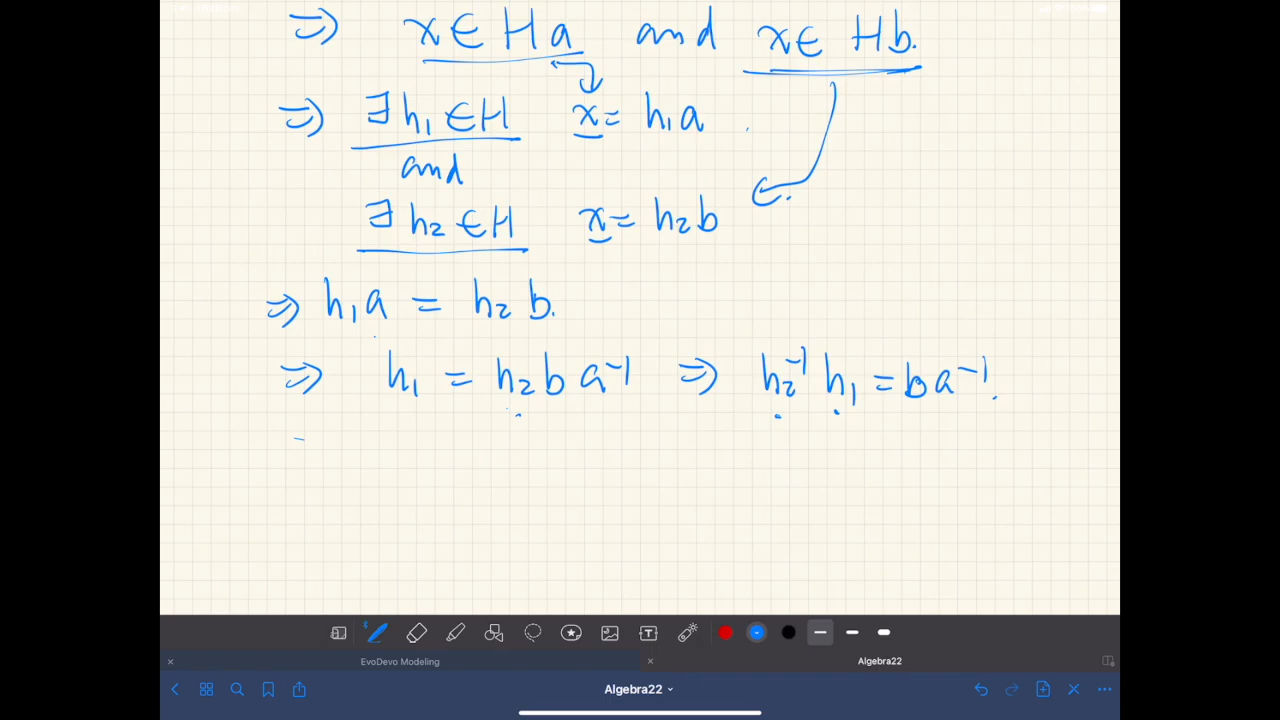 ⇒ x ∈ Ha and x ∈ Hb.
⇒ ∃ h₁ ∈ H x = h₁a
and
∃ h₂ ∈ H x = h₂b
⇒ h₁a = h₂b.
⇒ h₁ = h₂ba⁻¹ ⇒ h₂⁻¹h₁ = ba⁻¹.
EvoDevo Modeling
Algebra22
Algebra22